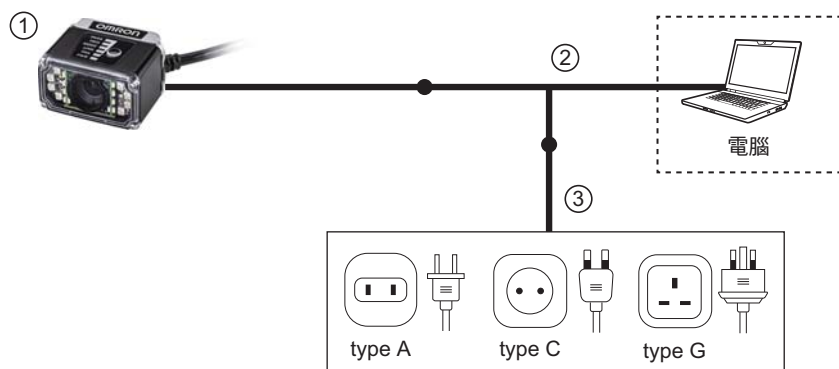 ①
OMRON
②
電腦
③
type A
type C
type G